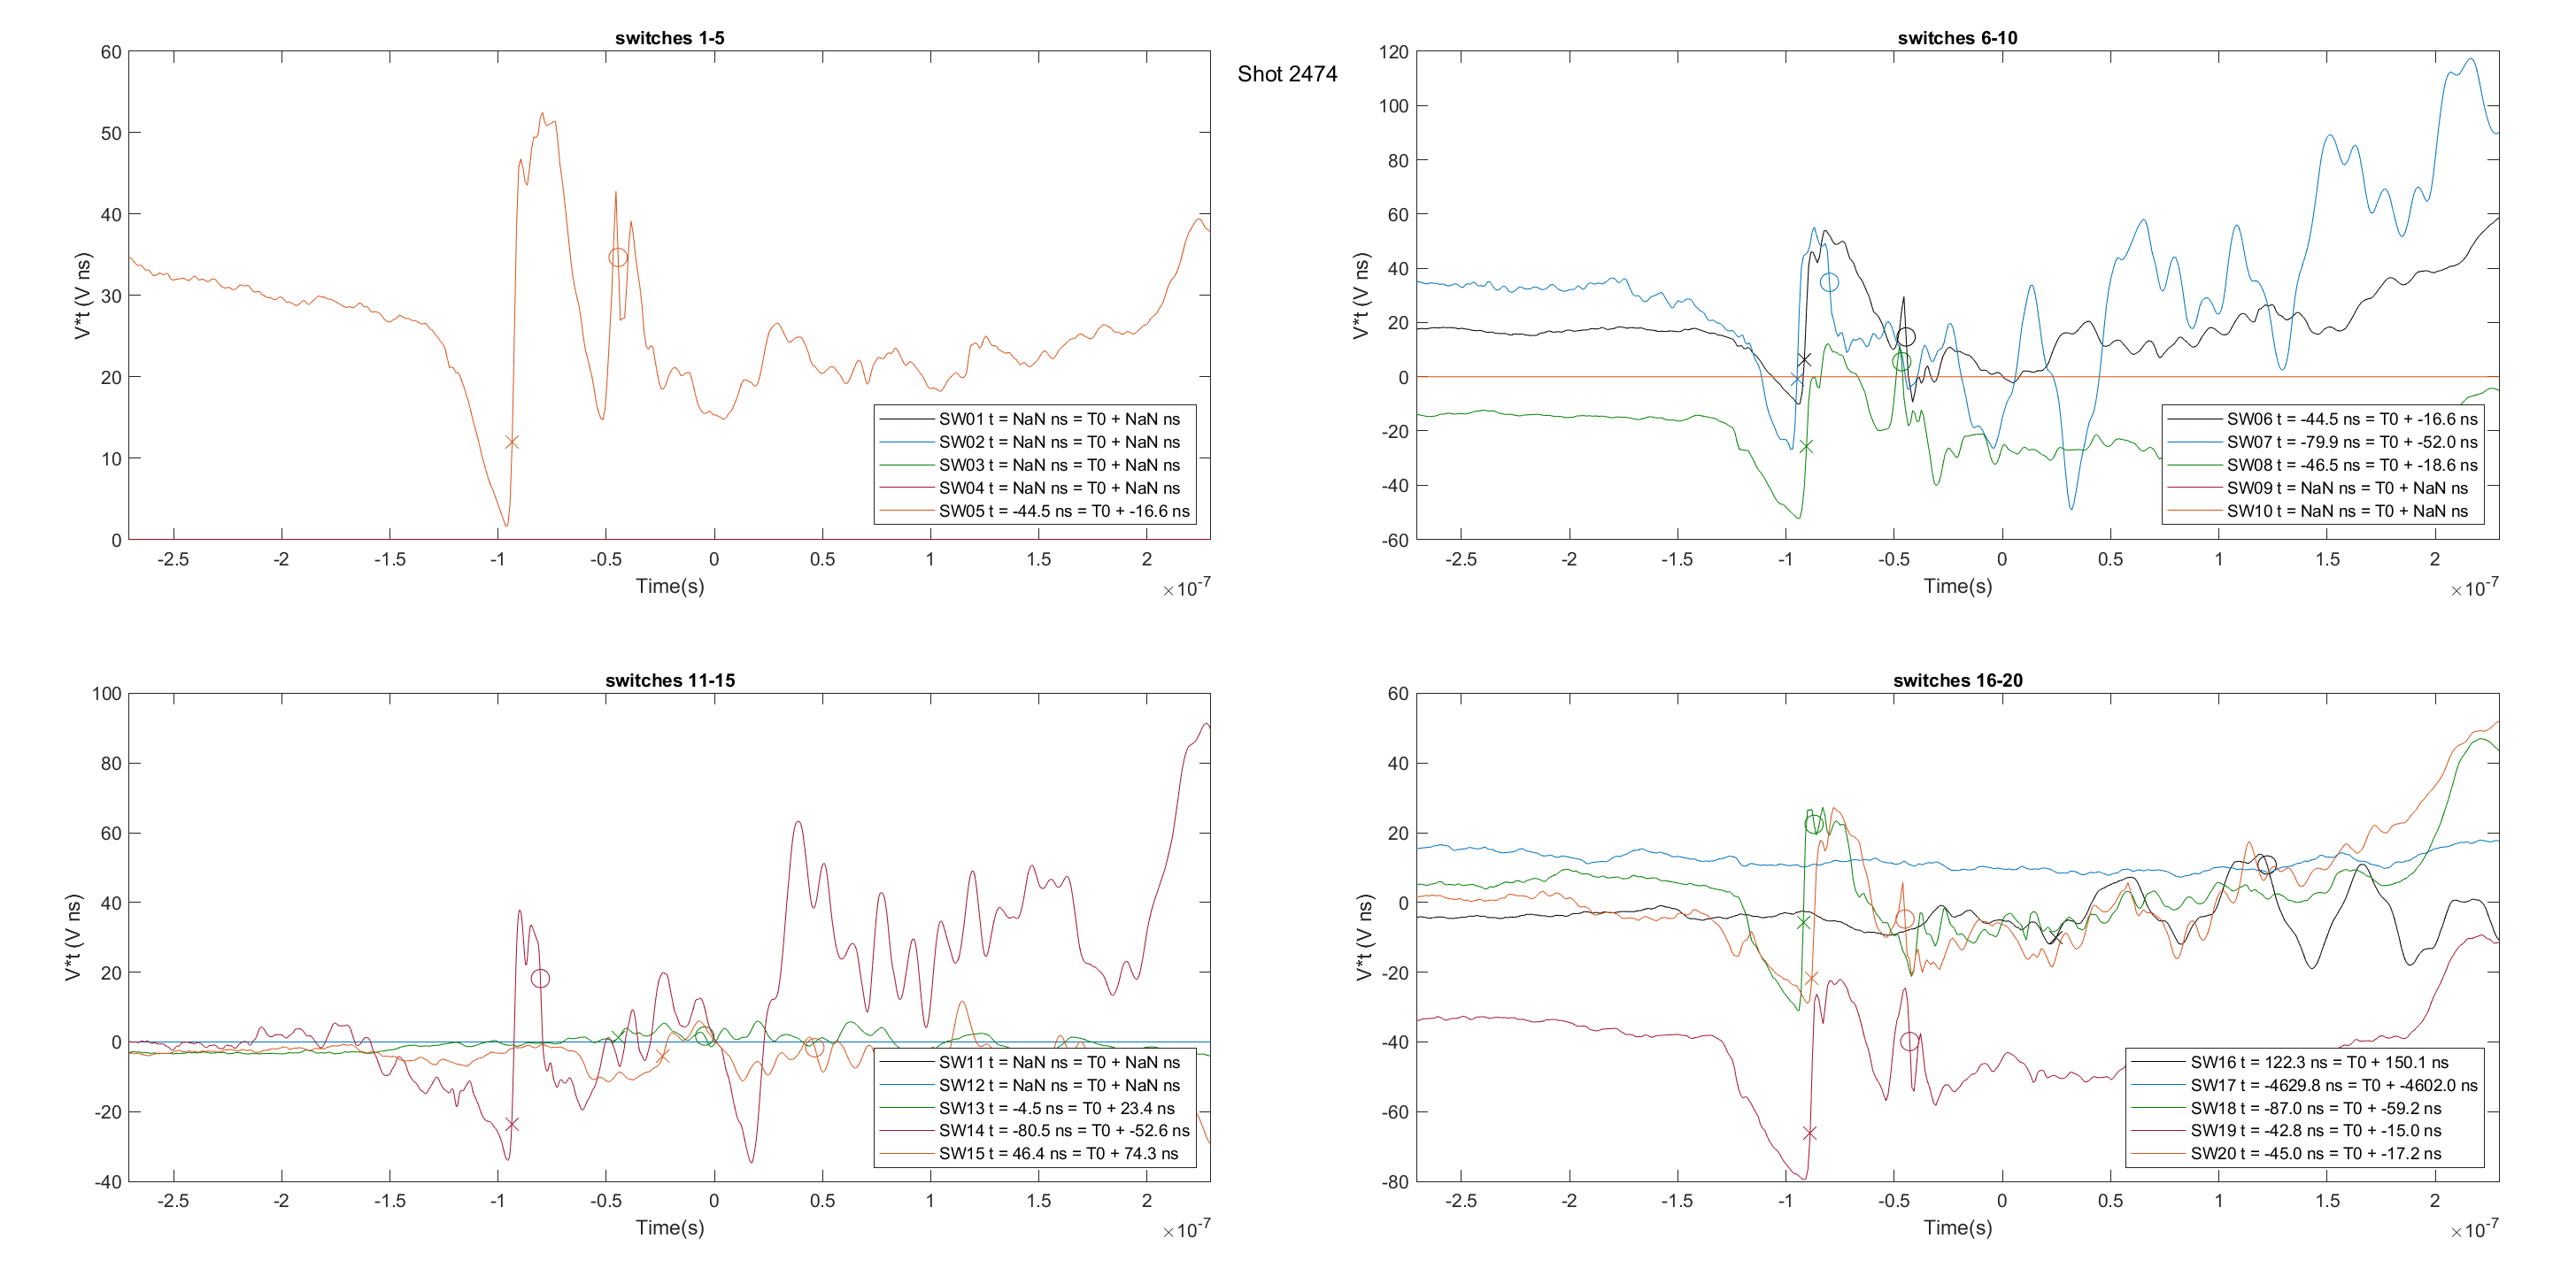 Shot 2474
switches 1-5
60
50
40
30
20
10
0
V*t (V ns)
-2.5 -2 -1.5 -1 -0.5 0 0.5 1 1.5 2
Time(s)
×10-7
SW01 t = NaN ns = T0 + NaN ns
SW02 t = NaN ns = T0 + NaN ns
SW03 t = NaN ns = T0 + NaN ns
SW04 t = NaN ns = T0 + NaN ns
SW05 t = -44.5 ns = T0 + -16.6 ns
switches 6-10
120
100
80
60
40
20
0
-20
-40
-60
V*t (V ns)
-2.5 -2 -1.5 -1 -0.5 0 0.5 1 1.5 2
Time(s)
×10-7
SW06 t = -44.5 ns = T0 + -16.6 ns
SW07 t = -79.9 ns = T0 + -52.0 ns
SW08 t = -46.5 ns = T0 + -18.6 ns
SW09 t = NaN ns = T0 + NaN ns
SW10 t = NaN ns = T0 + NaN ns
switches 11-15
100
80
60
40
20
0
-20
-40
V*t (V ns)
-2.5 -2 -1.5 -1 -0.5 0 0.5 1 1.5 2
Time(s)
×10-7
SW11 t = NaN ns = T0 + NaN ns
SW12 t = NaN ns = T0 + NaN ns
SW13 t = -4.5 ns = T0 + 23.4 ns
SW14 t = -80.5 ns = T0 + -52.6 ns
SW15 t = 46.4 ns = T0 + 74.3 ns
switches 16-20
60
40
20
0
-20
-40
-60
-80
V*t (V ns)
-2.5 -2 -1.5 -1 -0.5 0 0.5 1 1.5 2
Time(s)
×10-7
SW16 t = 122.3 ns = T0 + 150.1 ns
SW17 t = -4629.8 ns = T0 + -4602.0 ns
SW18 t = -87.0 ns = T0 + -59.2 ns
SW19 t = -42.8 ns = T0 + -15.0 ns
SW20 t = -45.0 ns = T0 + -17.2 ns